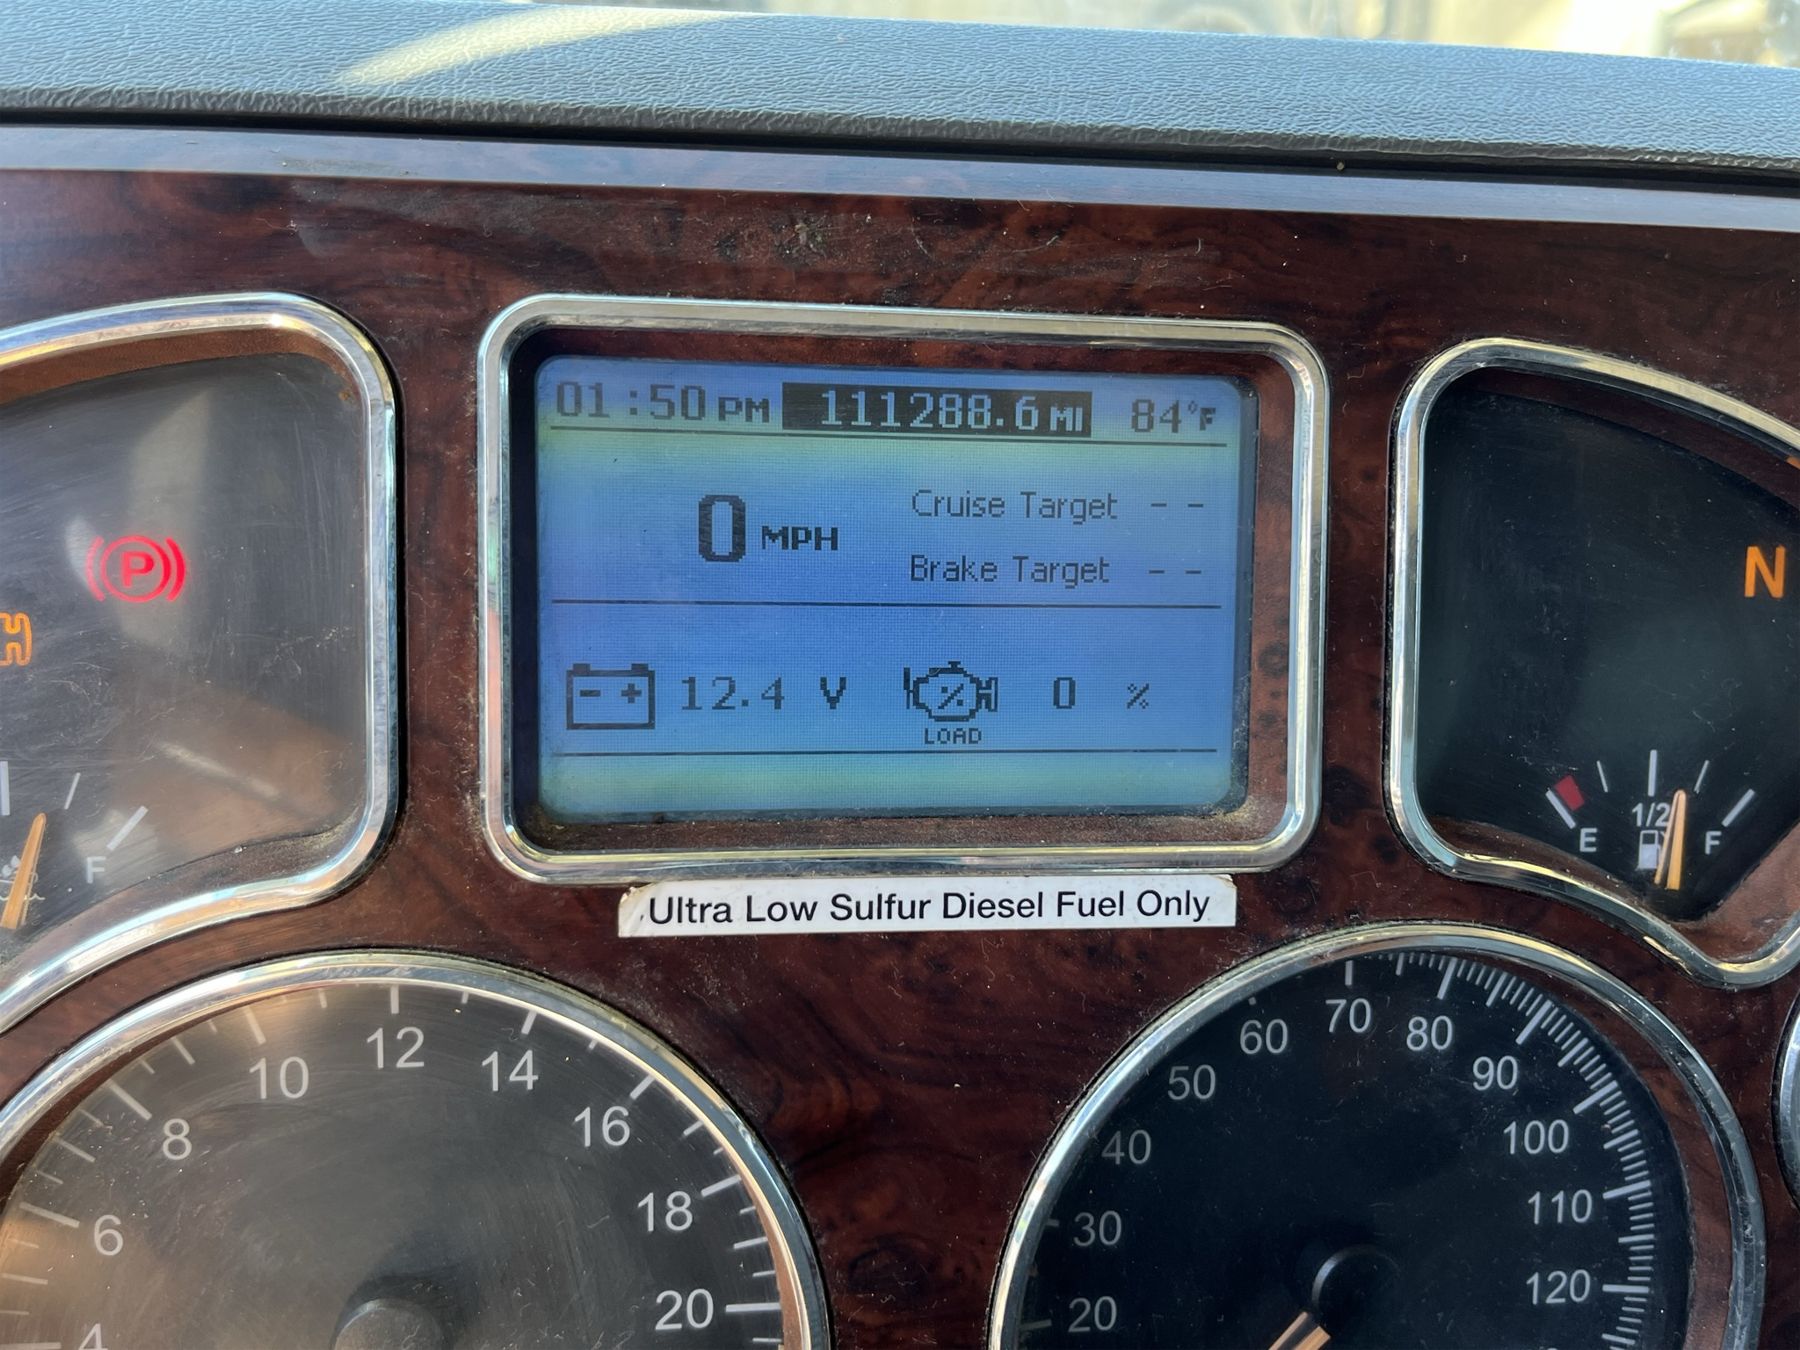 01:50 PM 111288.6 MI 84°F
0 MPH
Cruise Target --
Brake Target --
P
N
- + 12.4 V
% 0 %
LOAD
F
E 1/2 F
Ultra Low Sulfur Diesel Fuel Only
4 6 8 10 12 14 16 18 20
20 30 40 50 60 70 80 90 100 110 120